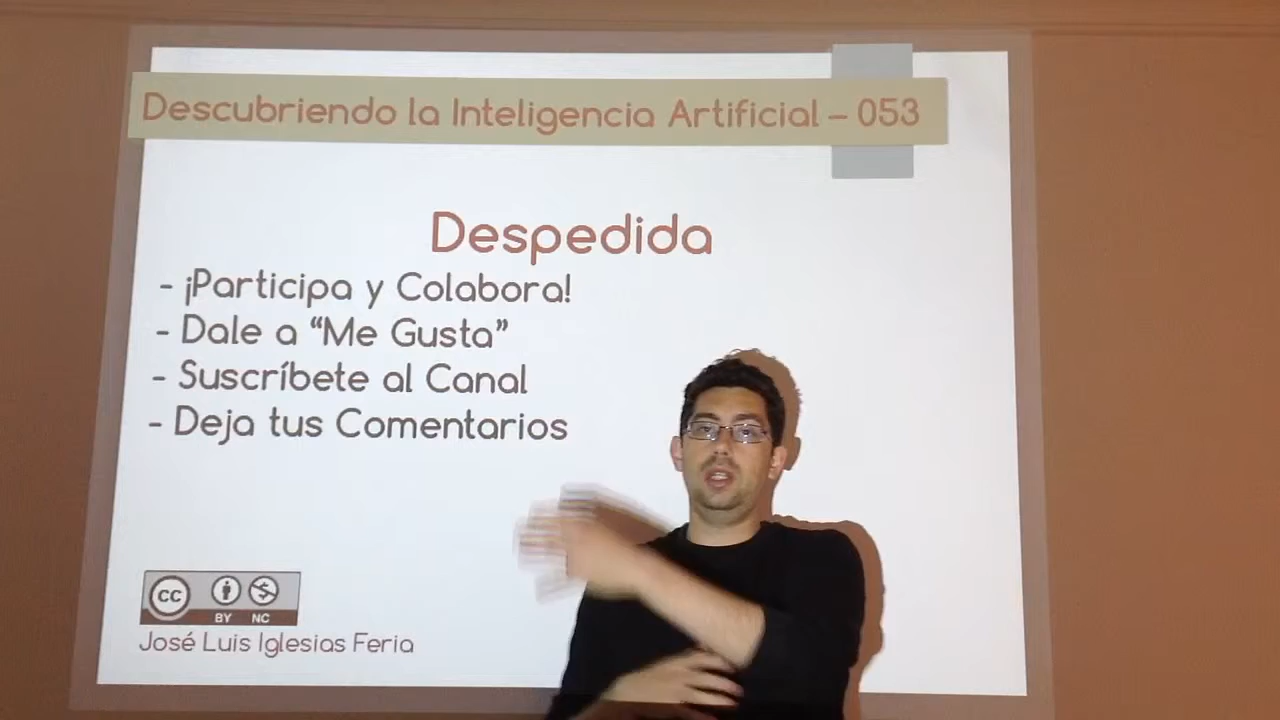 Descubriendo la Inteligencia Artificial – 053
Despedida
- ¡Participa y Colabora!
- Dale a “Me Gusta”
- Suscríbete al Canal
- Deja tus Comentarios
CC
BY NC
José Luis Iglesias Feria